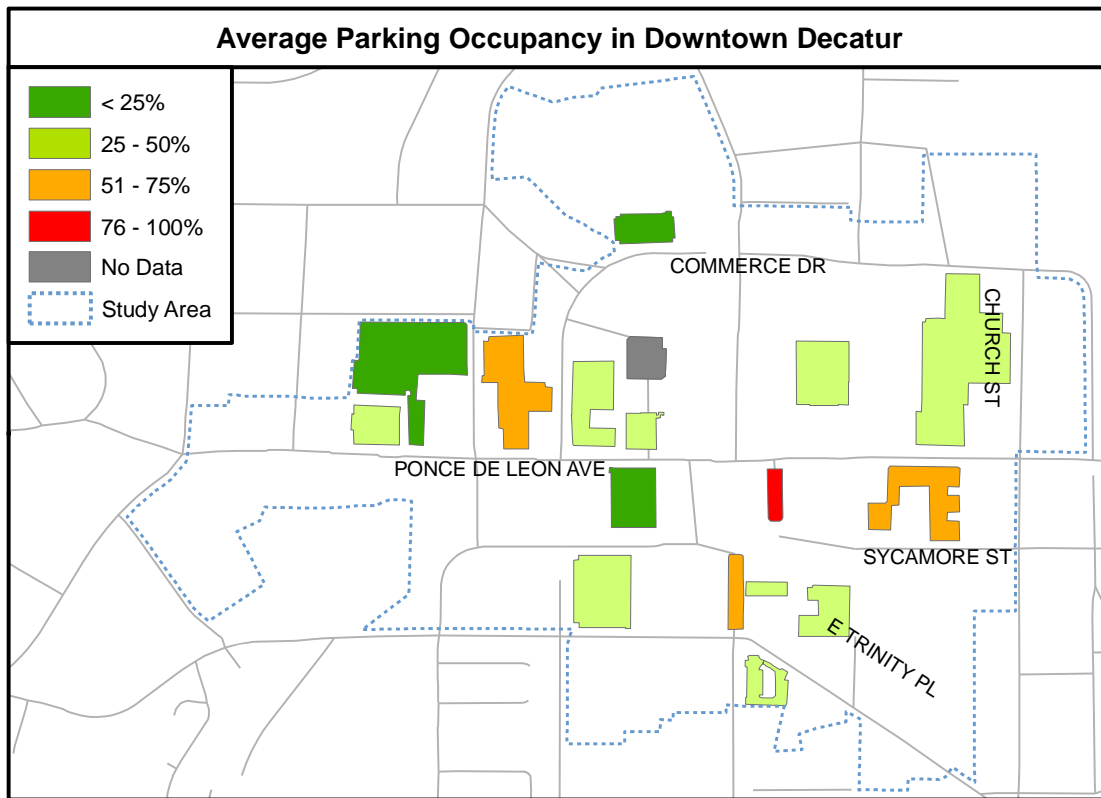 Average Parking Occupancy in Downtown Decatur
< 25%
25 - 50%
51 - 75%
76 - 100%
No Data
Study Area
COMMERCE DR
CHURCH ST
PONCE DE LEON AVE
SYCAMORE ST
E TRINITY PL